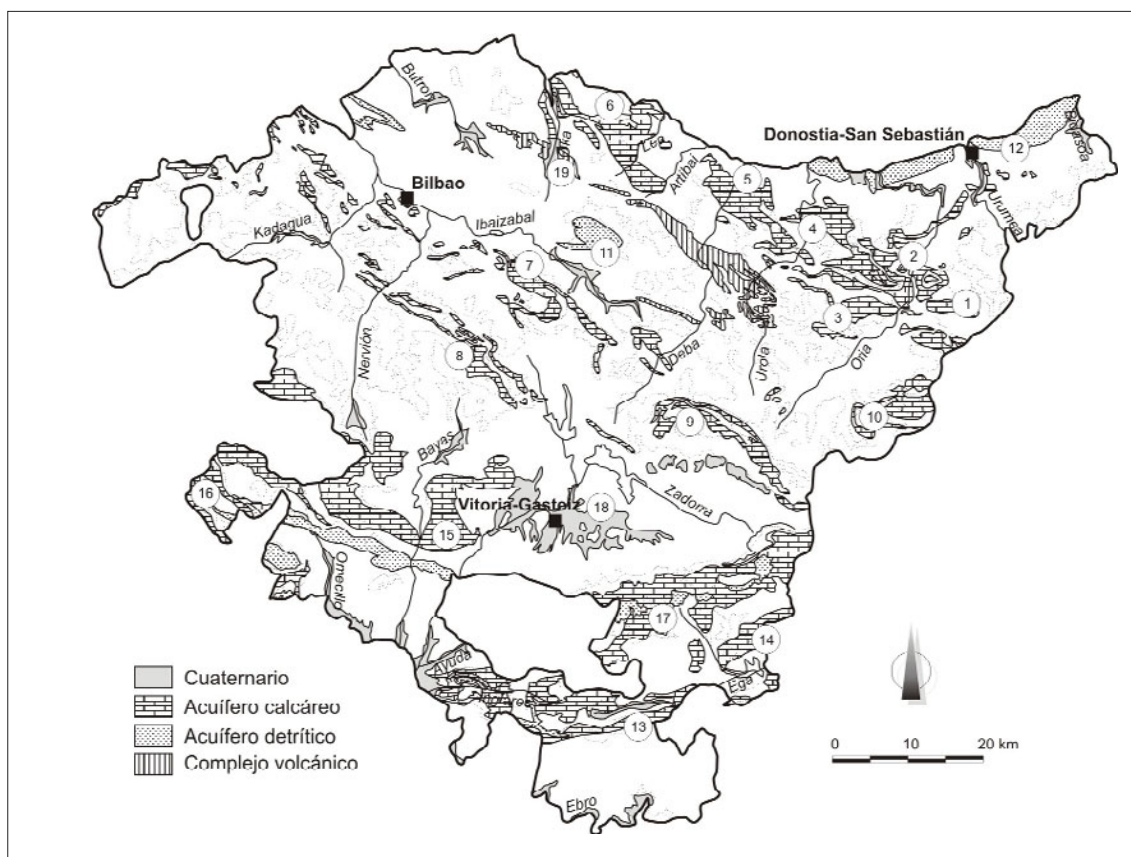 Butron
6
Oka
Lea
Donostia-San Sebastián
Bidasoa
12
Artibai
5
19
Bilbao
Urumea
Kadagua
Ibaizabal
4
11
7
2
1
3
8
Nervión
Deba
Urola
Oria
9
10
Bayas
Zadorra
16
Vitoria-Gasteiz
18
15
Omecillo
17
14
Ayuda
Ega
13
Ebro
Cuaternario
Acuífero calcáreo
Acuífero detrítico
Complejo volcánico
0 10 20 km